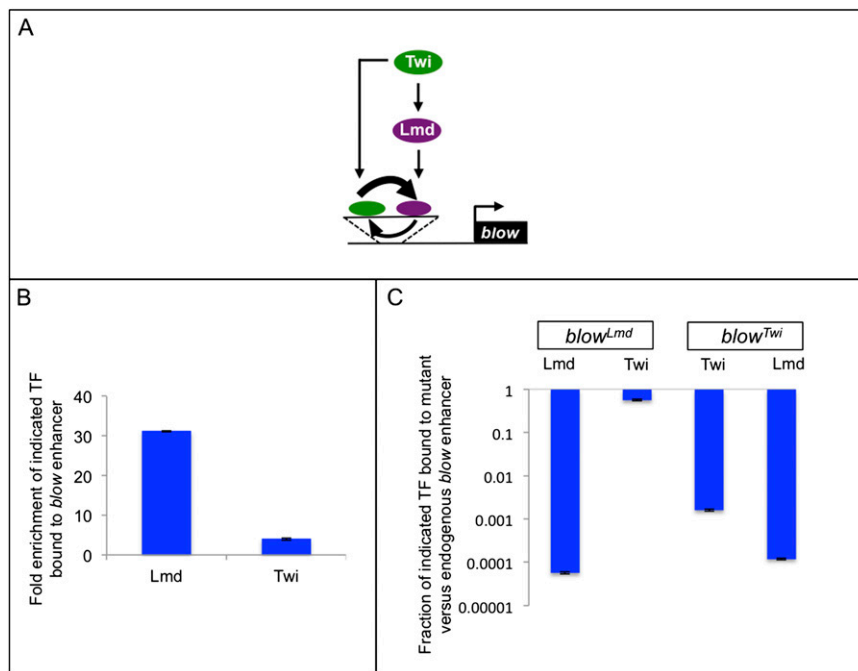 A
Twi
Lmd
blow
B
Fold enrichment of indicated TF
bound to blow enhancer
40
30
20
10
0
Lmd
Twi
C
Fraction of indicated TF bound to mutant
versus endogenous blow enhancer
blowLmd
blowTwi
Lmd
Twi
Twi
Lmd
1
0.1
0.01
0.001
0.0001
0.00001